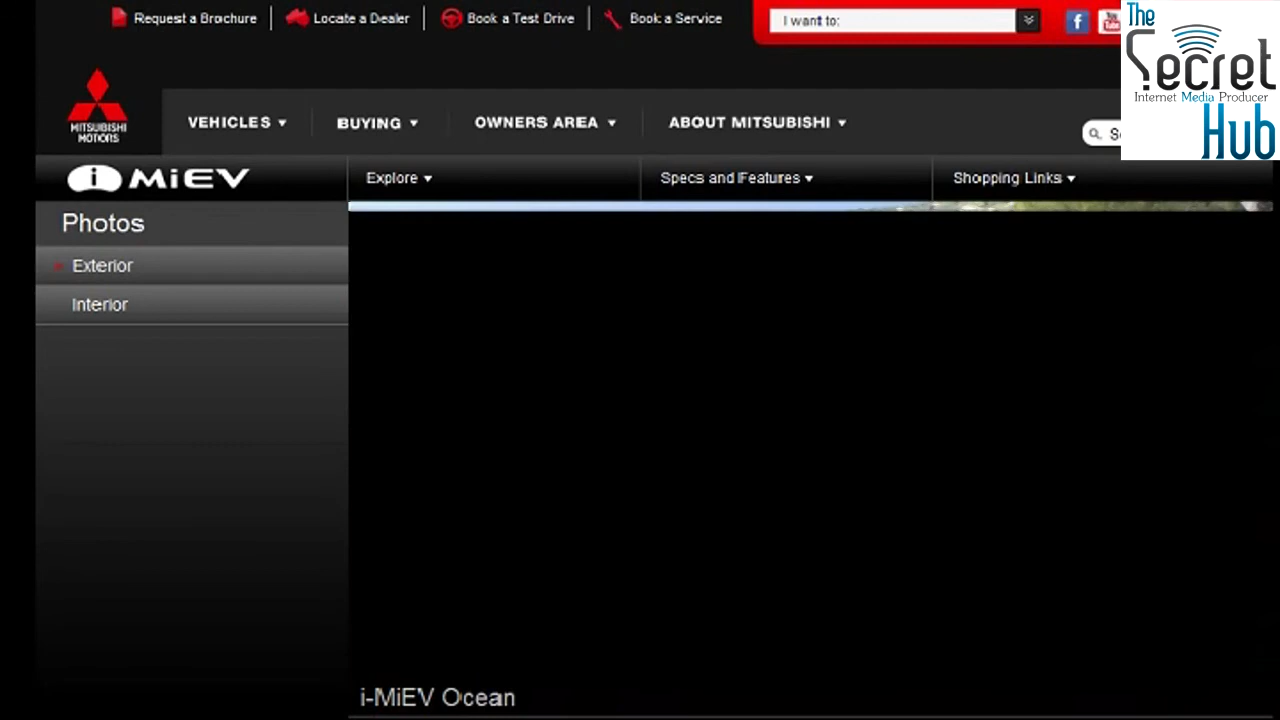 Request a Brochure
Locate a Dealer
Book a Test Drive
Book a Service
I want to:
The Secret Hub
Internet Media Producer
MITSUBISHI MOTORS
VEHICLES
BUYING
OWNERS AREA
ABOUT MITSUBISHI
i MiEV
Explore
Specs and Features
Shopping Links
Photos
Exterior
Interior
i-MiEV Ocean